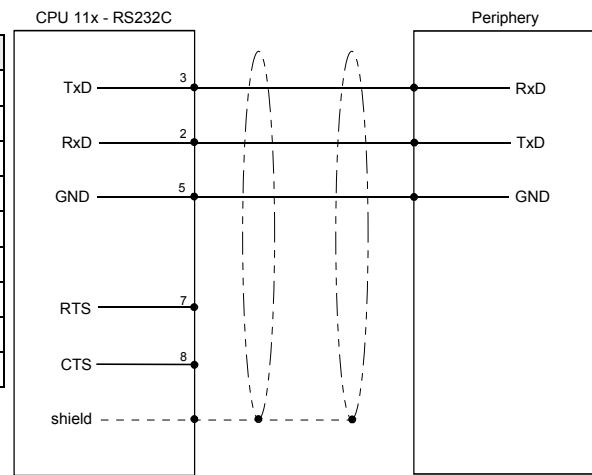 CPU 11x - RS232C Periphery
TxD 3 RxD
RxD 2 TxD
GND 5 GND
RTS 7
CTS 8
shield